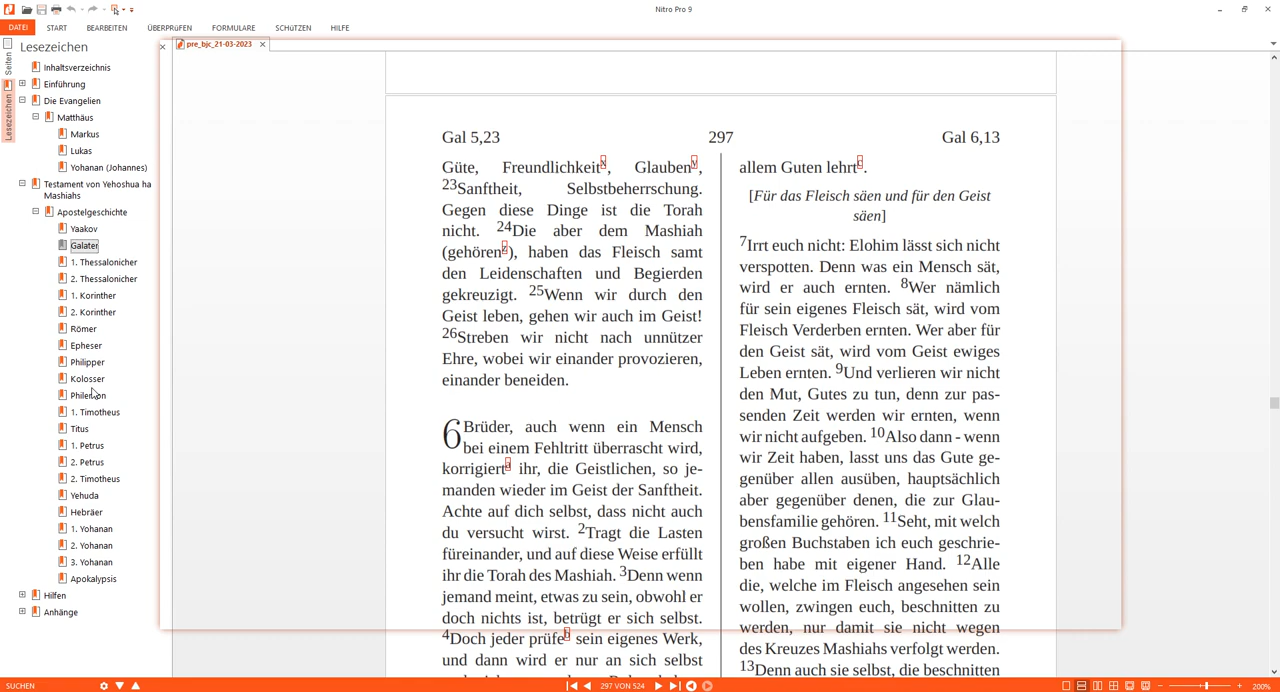 Nitro Pro 9
DATEI START BEARBEITEN ÜBERPRüFEN FORMULARE SCHüTZEN HILFE
Seiten
Lesezeichen
Lesezeichen
Inhaltsverzeichnis
Einführung
Die Evangelien
Matthäus
Markus
Lukas
Yohanan (Johannes)
Testament von Yehoshua ha
Mashiahs
Apostelgeschichte
Yaakov
Galater
1. Thessalonicher
2. Thessalonicher
1. Korinther
2. Korinther
Römer
Epheser
Philipper
Kolosser
Philemon
1. Timotheus
Titus
1. Petrus
2. Petrus
2. Timotheus
Yehuda
Hebräer
1. Yohanan
2. Yohanan
3. Yohanan
Apokalypsis
Hilfen
Anhänge
pre_bjc_21-03-2023
Gal 5,23 297 Gal 6,13
Güte, Freundlichkeitx, Glaubeny,
23Sanftheit, Selbstbeherrschung.
Gegen diese Dinge ist die Torah
nicht. 24Die aber dem Mashiah
(gehörenz), haben das Fleisch samt
den Leidenschaften und Begierden
gekreuzigt. 25Wenn wir durch den
Geist leben, gehen wir auch im Geist!
26Streben wir nicht nach unnützer
Ehre, wobei wir einander provozieren,
einander beneiden.
6 Brüder, auch wenn ein Mensch
bei einem Fehltritt überrascht wird,
korrigierta ihr, die Geistlichen, so je-
manden wieder im Geist der Sanftheit.
Achte auf dich selbst, dass nicht auch
du versucht wirst. 2Tragt die Lasten
füreinander, und auf diese Weise erfüllt
ihr die Torah des Mashiah. 3Denn wenn
jemand meint, etwas zu sein, obwohl er
doch nichts ist, betrügt er sich selbst.
4Doch jeder prüfeb sein eigenes Werk,
und dann wird er nur an sich selbst
allem Guten lehrtc.
[Für das Fleisch säen und für den Geist
säen]
7Irrt euch nicht: Elohim lässt sich nicht
verspotten. Denn was ein Mensch sät,
wird er auch ernten. 8Wer nämlich
für sein eigenes Fleisch sät, wird vom
Fleisch Verderben ernten. Wer aber für
den Geist sät, wird vom Geist ewiges
Leben ernten. 9Und verlieren wir nicht
den Mut, Gutes zu tun, denn zur pas-
senden Zeit werden wir ernten, wenn
wir nicht aufgeben. 10Also dann - wenn
wir Zeit haben, lasst uns das Gute ge-
genüber allen ausüben, hauptsächlich
aber gegenüber denen, die zur Glau-
bensfamilie gehören. 11Seht, mit welch
großen Buchstaben ich euch geschrie-
ben habe mit eigener Hand. 12Alle
die, welche im Fleisch angesehen sein
wollen, zwingen euch, beschnitten zu
werden, nur damit sie nicht wegen
des Kreuzes Mashiahs verfolgt werden.
13Denn auch sie selbst, die beschnitten
SUCHEN 297 VON 524 200%